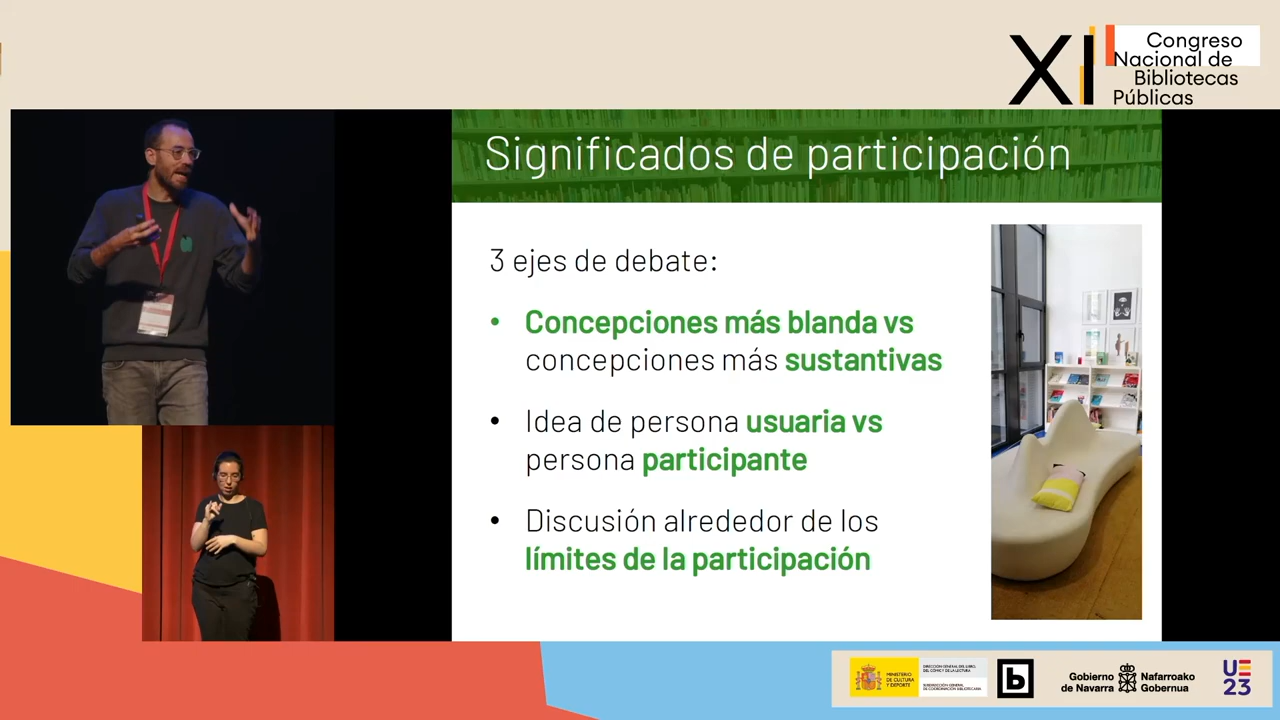 XI
Congreso
Nacional de
Bibliotecas
Públicas
Significados de participación
3 ejes de debate:
• Concepciones más blanda vs
concepciones más sustantivas
• Idea de persona usuaria vs
persona participante
• Discusión alrededor de los
límites de la participación
MINISTERIO
DE CULTURA
Y DEPORTE
DIRECCIÓN GENERAL DEL LIBRO,
DEL CÓMIC Y DE LA LECTURA
SUBDIRECCIÓN GENERAL
DE COORDINACIÓN BIBLIOTECARIA
b
Gobierno
de Navarra
Nafarroako
Gobernua
UE
23